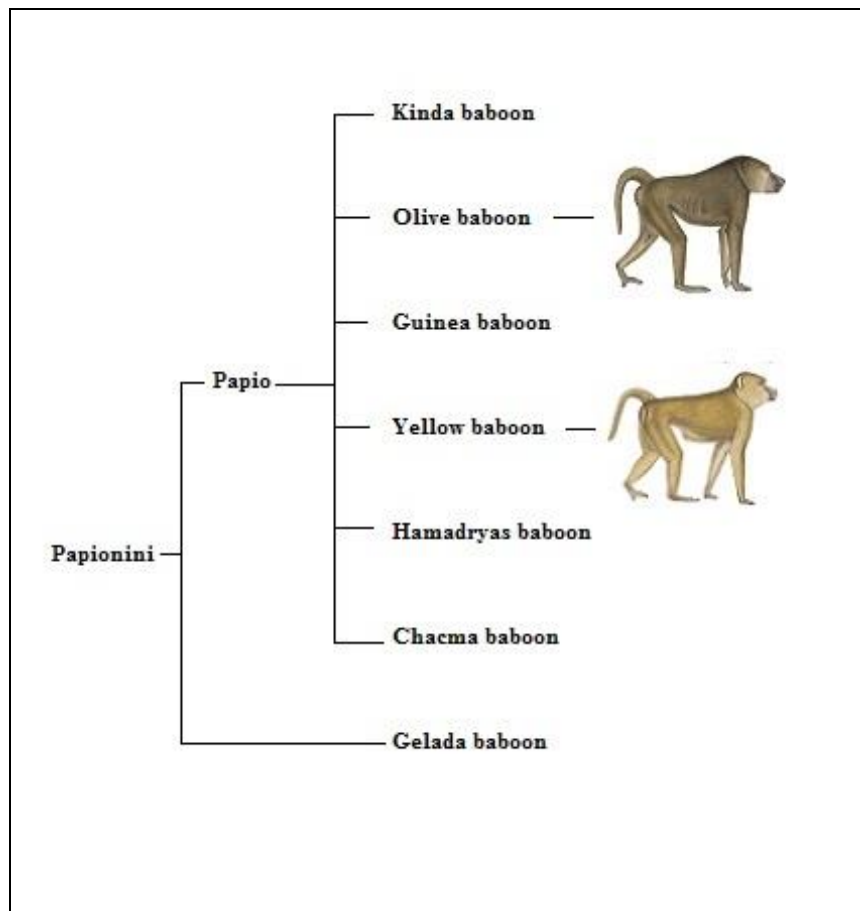 Kinda baboon
Olive baboon
Guinea baboon
Papio
Yellow baboon
Hamadryas baboon
Papionini
Chacma baboon
Gelada baboon